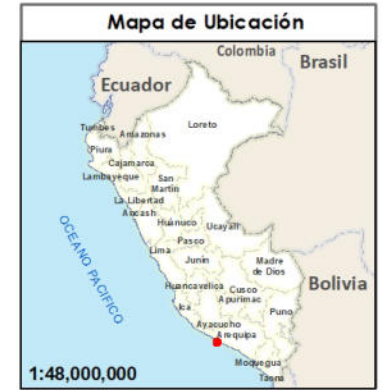 Mapa de Ubicación
Colombia
Brasil
Ecuador
Loreto
Tumbes
Amazonas
Piura
Cajamarca
Lambayeque
San
Martin
La Libertad
Ancash
Huánuco
Ucayali
OCEANO PACIFICO
Pasco
Lima
Junin
Madre
de Dios
Huancavelica
Cusco
Apurimac
Bolivia
Ica
Puno
Ayacucho
Arequipa
Moquegua
Tacna
1:48,000,000